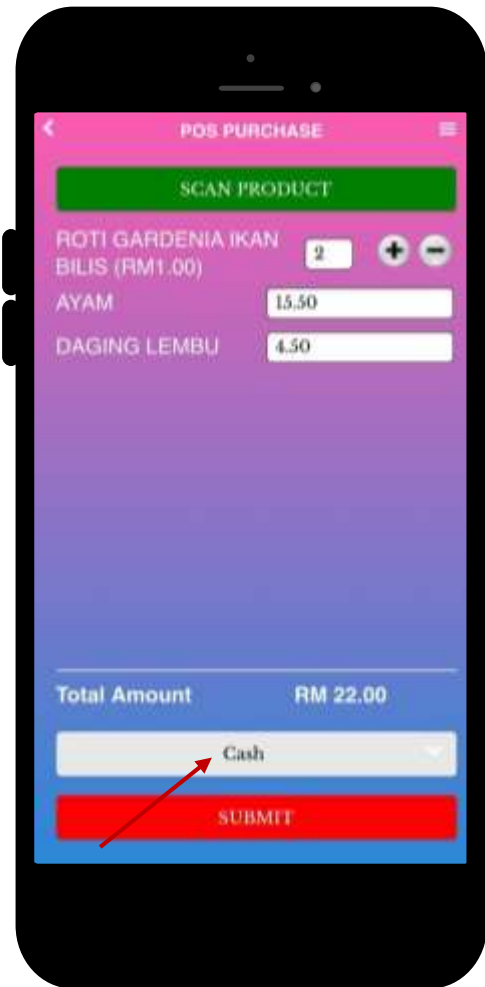 POS PURCHASE
SCAN PRODUCT
ROTI GARDENIA IKAN
BILIS (RM1.00)
2
AYAM
15.50
DAGING LEMBU
4.50
Total Amount
RM 22.00
Cash
SUBMIT